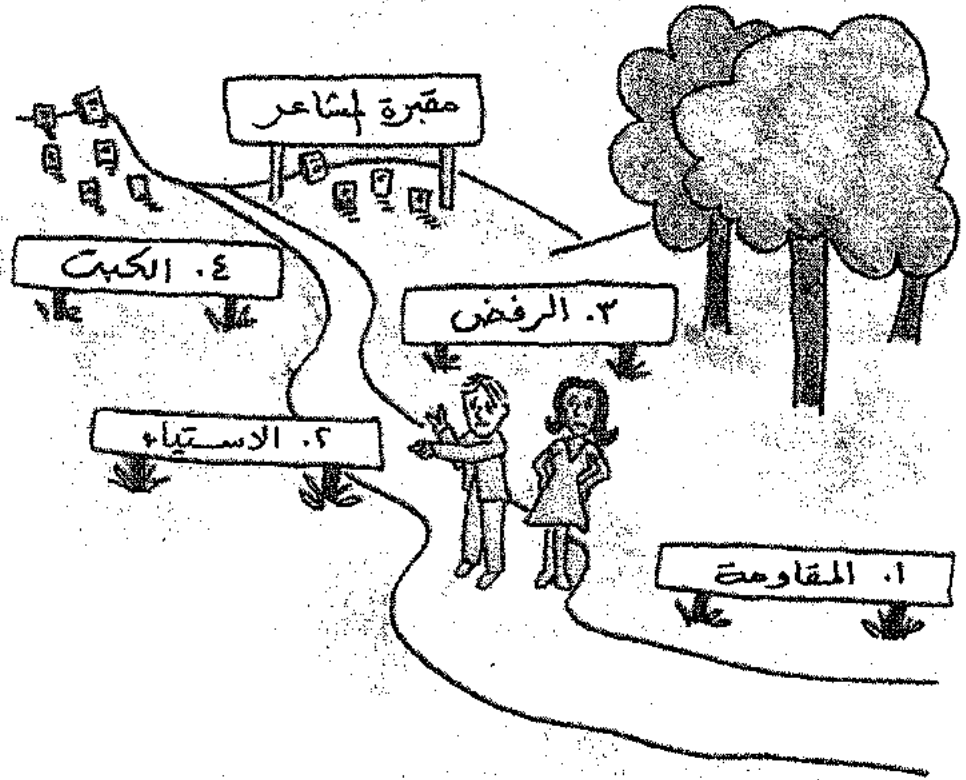 مقبرة المشاعر
٤. الكبت
٣. الرفض
٢. الاستياء
١. المقاومة